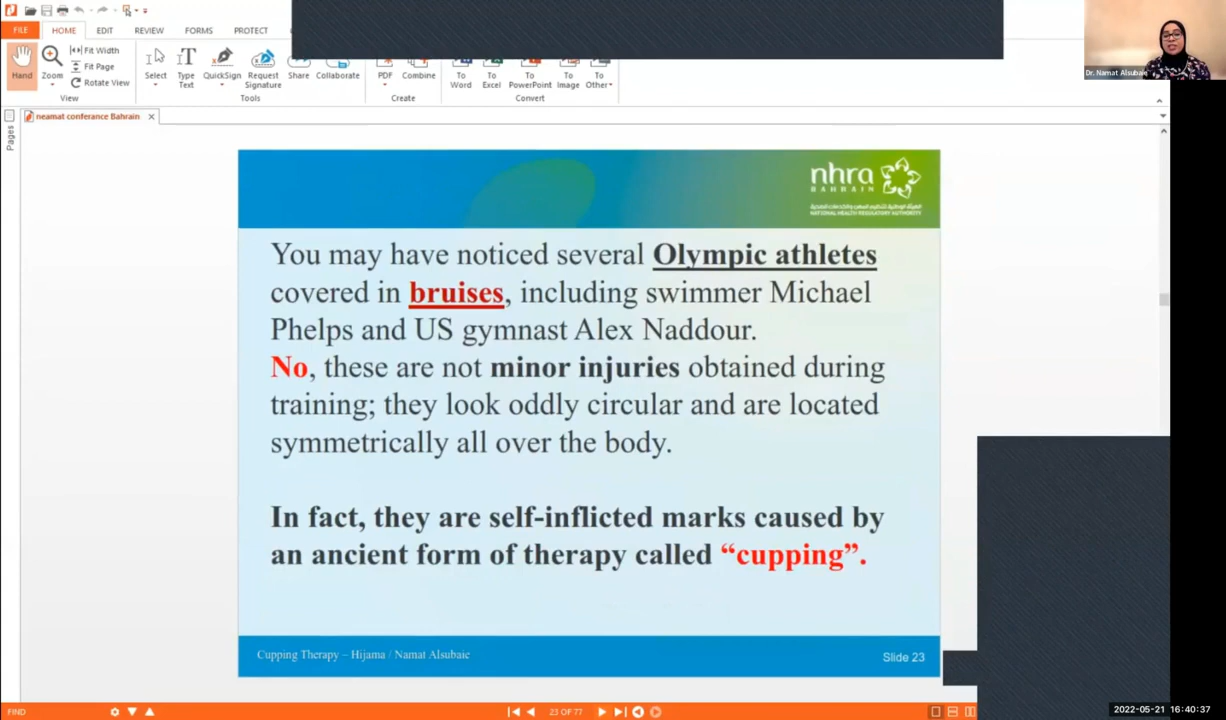 FILE
HOME
EDIT
REVIEW
FORMS
PROTECT
Hand
Zoom
Fit Width
Fit Page
Rotate View
View
Select
Type
Text
QuickSign
Request
Signature
Share
Collaborate
Tools
PDF
Combine
Create
To
Word
To
Excel
To
PowerPoint
To
Image
To
Other
Convert
Dr. Namat Alsubaie
neamat conferance Bahrain
Pages
nhra
BAHRAIN
NATIONAL HEALTH REGULATORY AUTHORITY
You may have noticed several Olympic athletes
covered in bruises, including swimmer Michael
Phelps and US gymnast Alex Naddour.
No, these are not minor injuries obtained during
training; they look oddly circular and are located
symmetrically all over the body.
In fact, they are self-inflicted marks caused by
an ancient form of therapy called “cupping”.
Cupping Therapy – Hijama / Namat Alsubaie
Slide 23
FIND
23 OF 77
2022-05-21 16:40:37